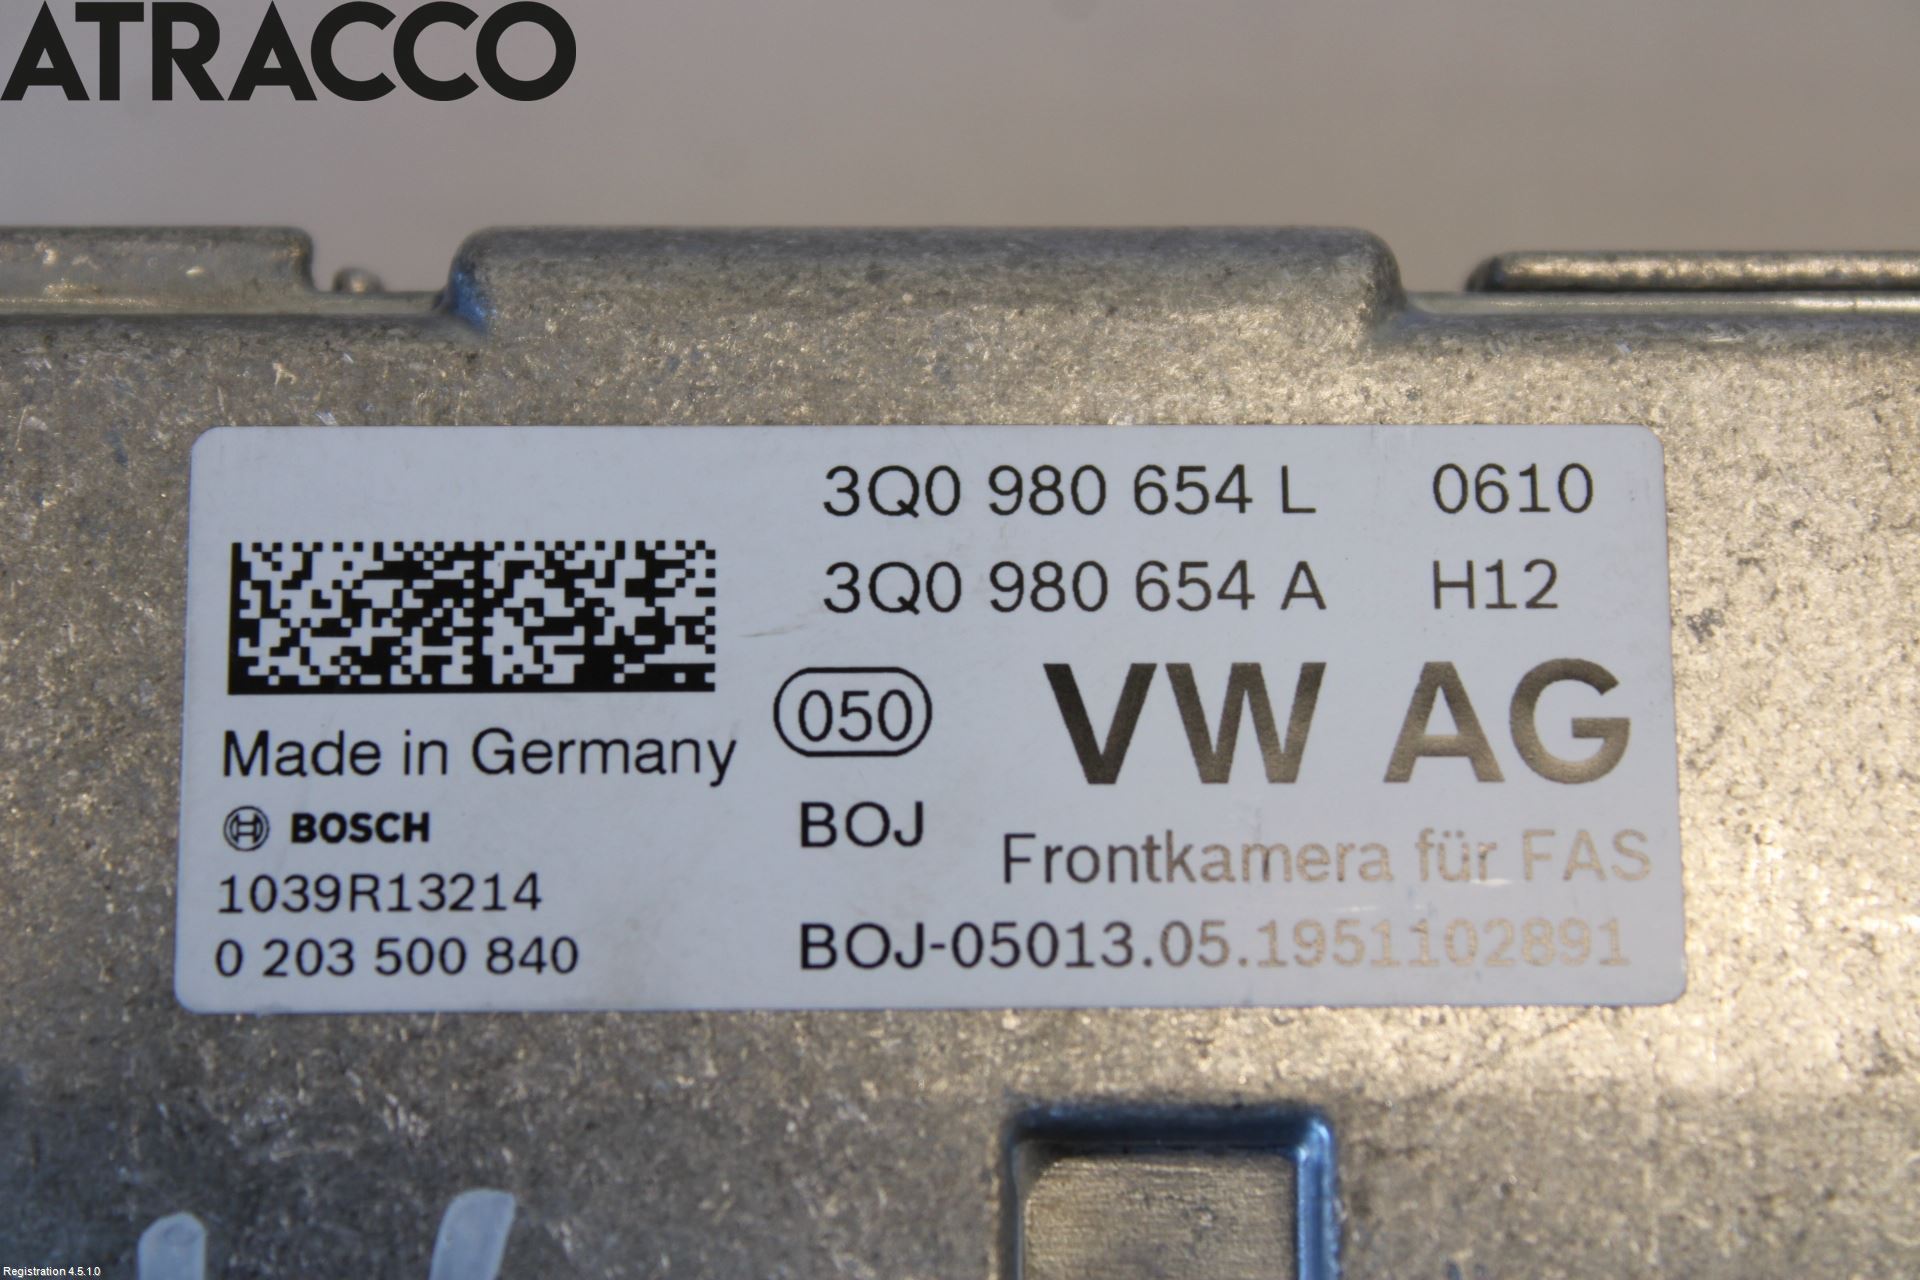 ATRACCO
3Q0 980 654 L 0610
3Q0 980 654 A H12
050
VW AG
Made in Germany
BOSCH
BOJ
Frontkamera für FAS
1039R13214
0 203 500 840
BOJ-05013.05.1951102891
Registration 4.5.1.0